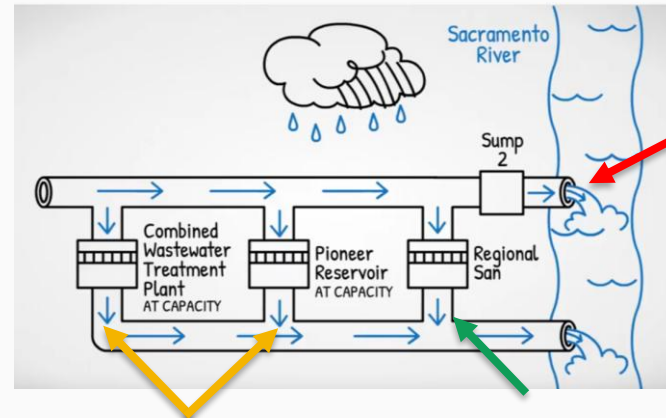 Sacramento
River
Sump
2
Combined
Wastewater
Treatment
Plant
AT CAPACITY
Pioneer
Reservoir
AT CAPACITY
Regional
San